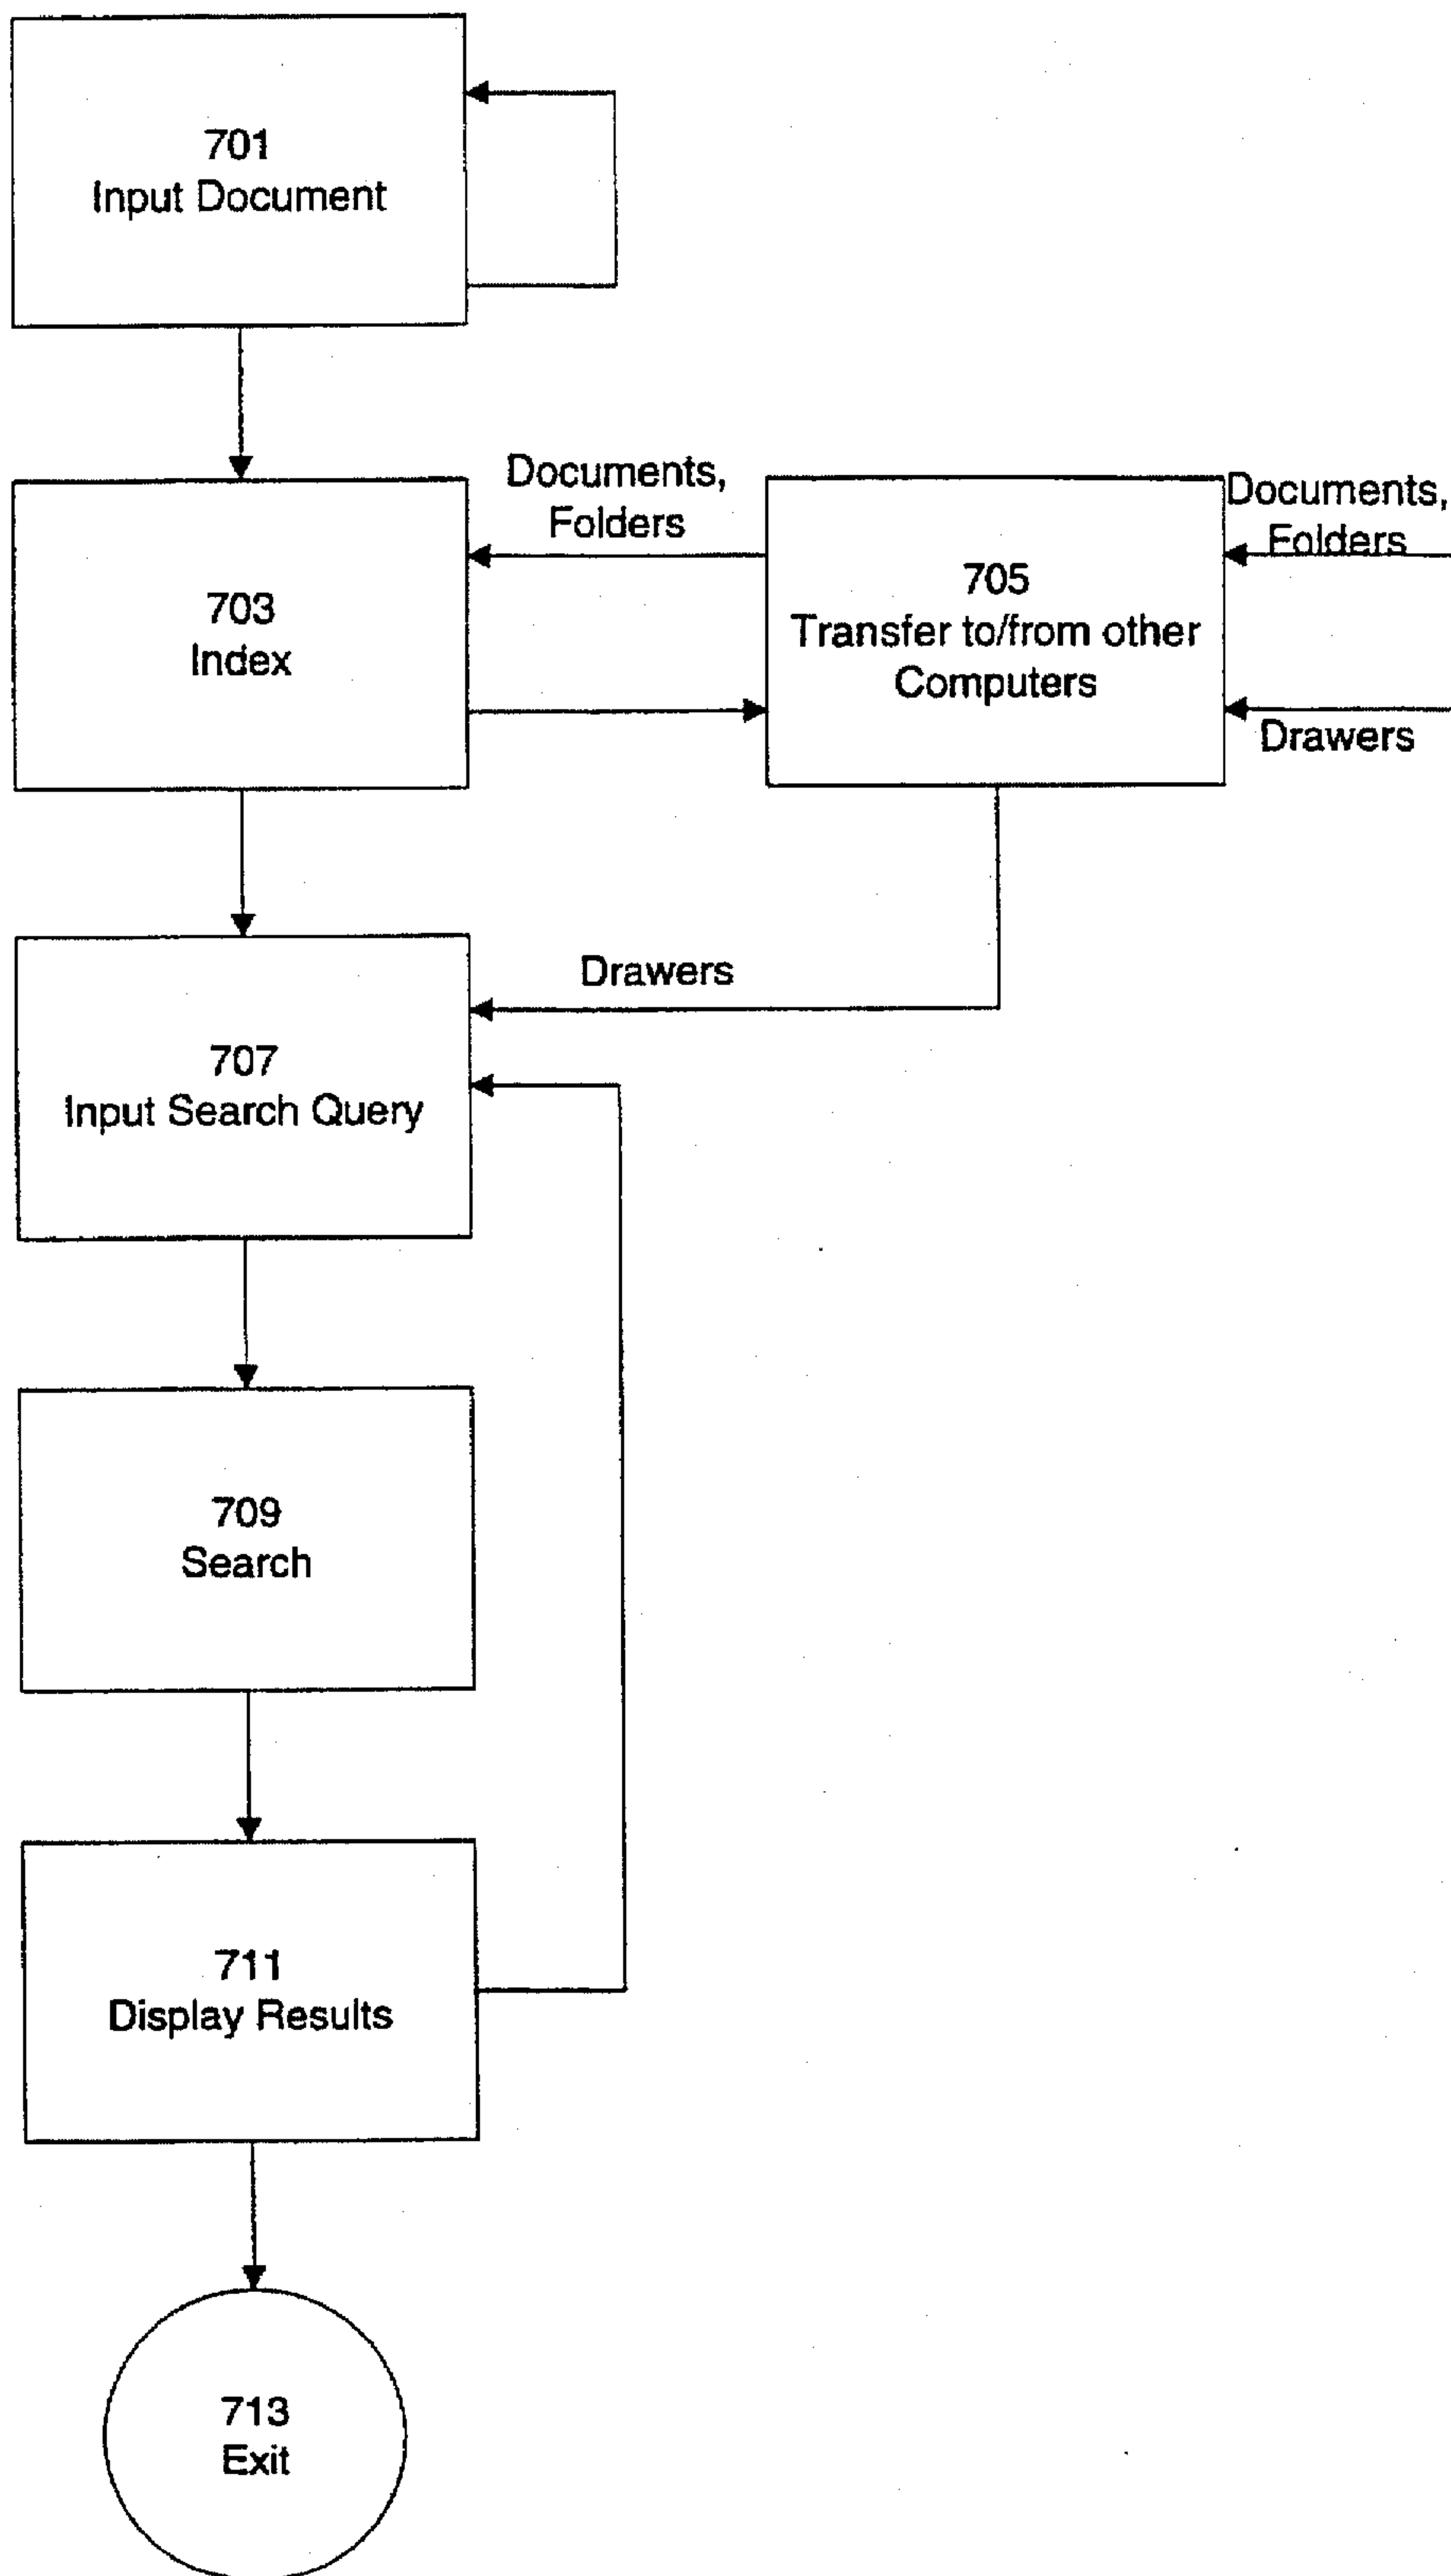 701
Input Document
Documents,
Folders
703
Index
705
Transfer to/from other
Computers
Documents,
Folders
Drawers
Drawers
707
Input Search Query
709
Search
711
Display Results
713
Exit